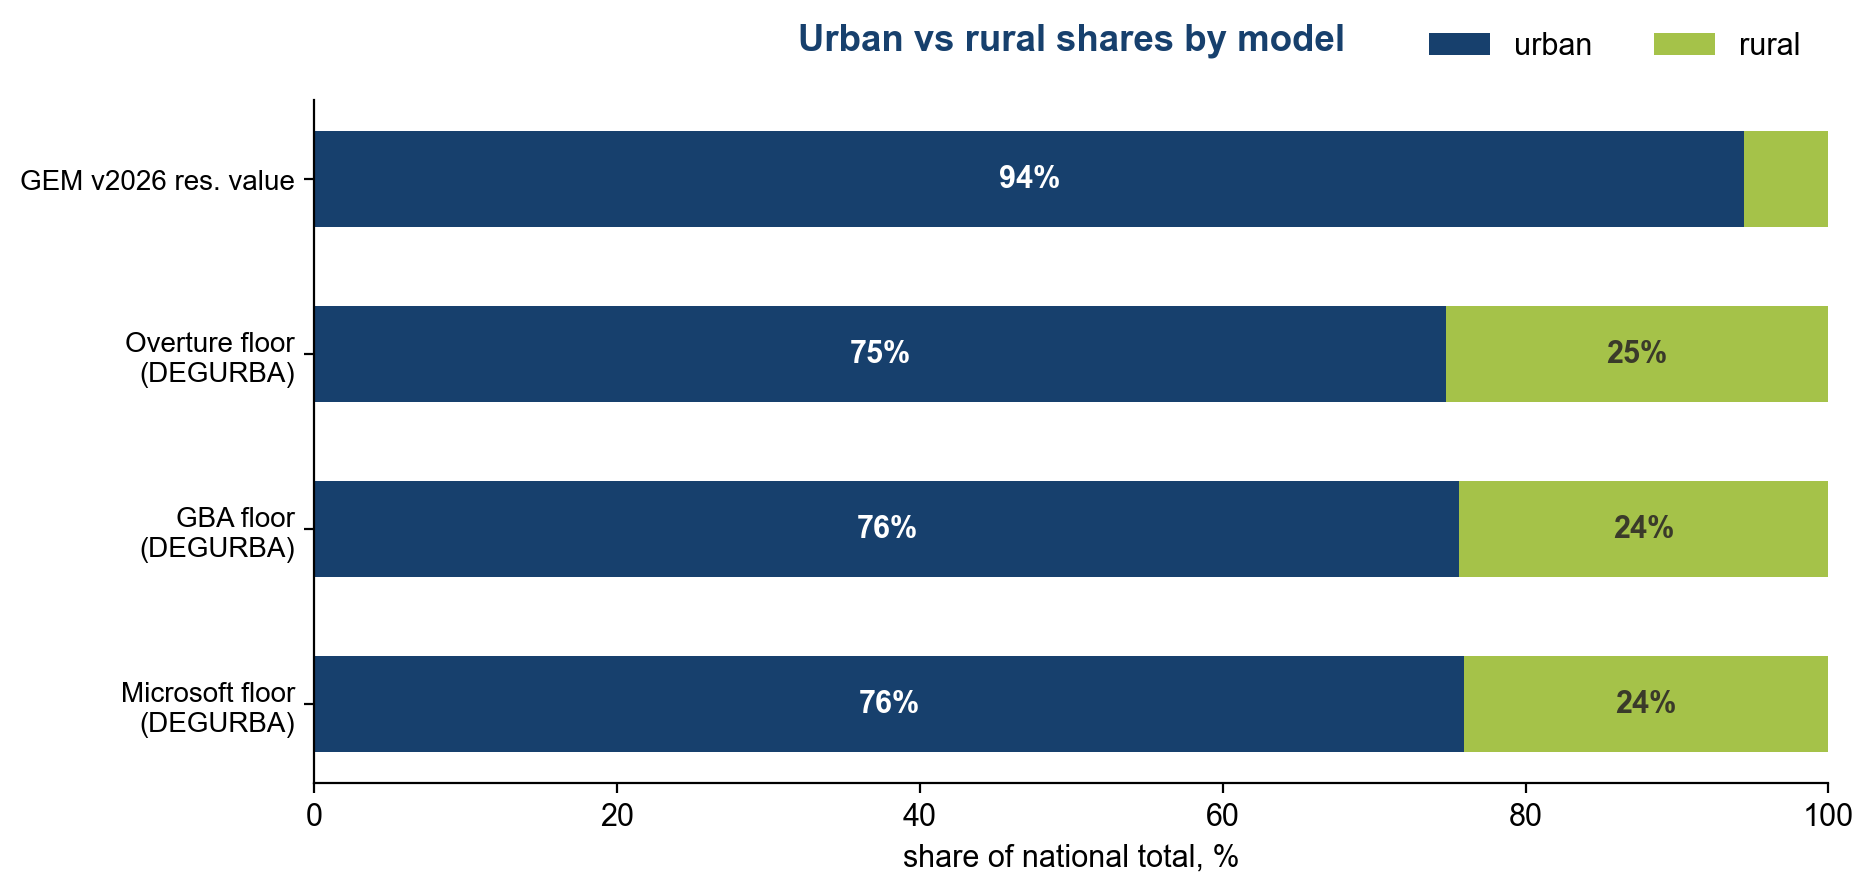 Urban vs rural shares by model
urban
rural
GEM v2026 res. value
94%
Overture floor
(DEGURBA)
75%
25%
GBA floor
(DEGURBA)
76%
24%
Microsoft floor
(DEGURBA)
76%
24%
0
20
40
60
80
100
share of national total, %